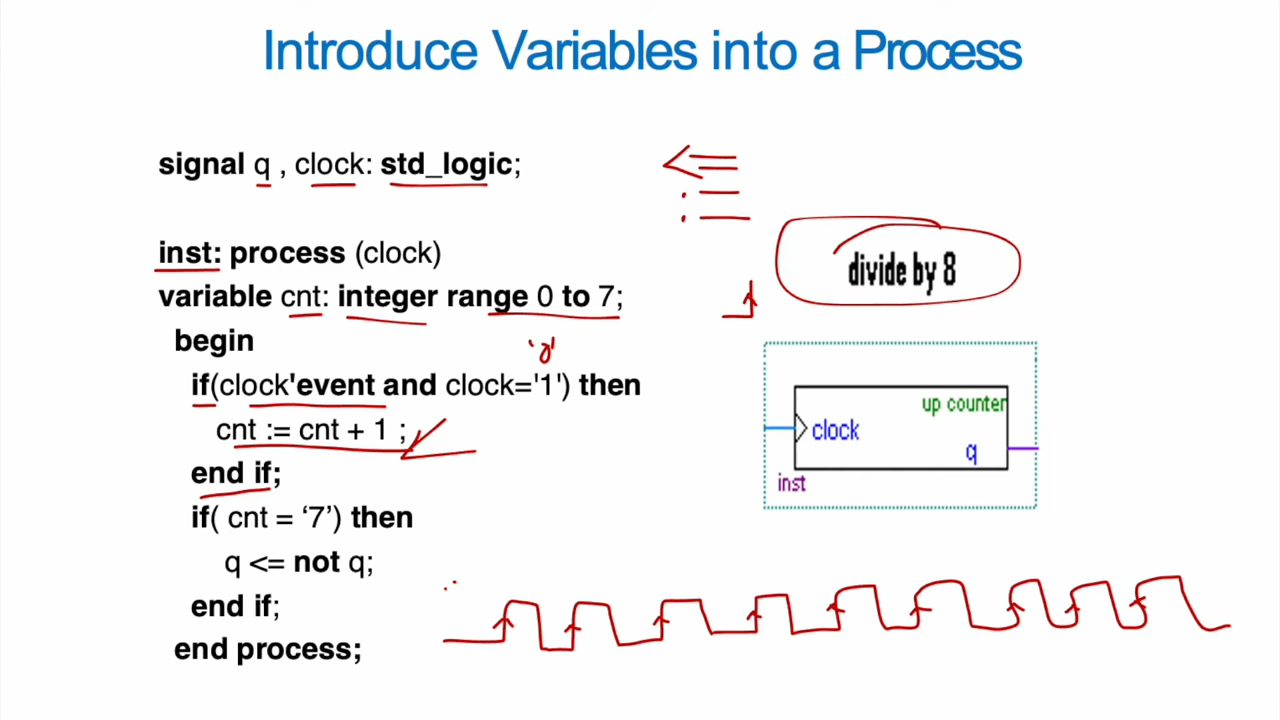 Introduce Variables into a Process
signal q , clock: std_logic;
<=
:=
inst: process (clock)
divide by 8
variable cnt: integer range 0 to 7;
begin
'0'
if(clock'event and clock='1') then
up counter
cnt := cnt + 1 ;
clock
q
end if;
inst
if( cnt = ‘7’) then
q <= not q;
end if;
end process;